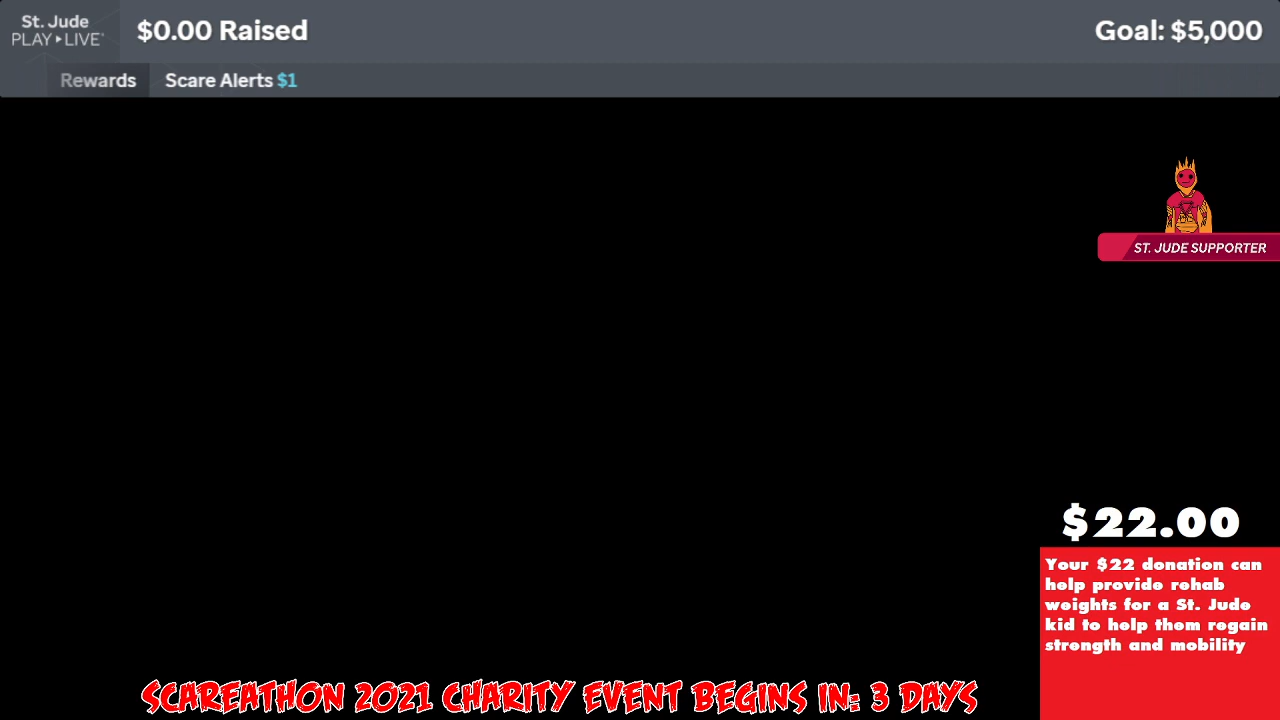 St. Jude
PLAY LIVE
$0.00 Raised
Goal: $5,000
Rewards
Scare Alerts $1
ST. JUDE SUPPORTER
$22.00
Your $22 donation can
help provide rehab
weights for a St. Jude
kid to help them regain
strength and mobility
SCAREATHON 2021 CHARITY EVENT BEGINS IN: 3 DAYS